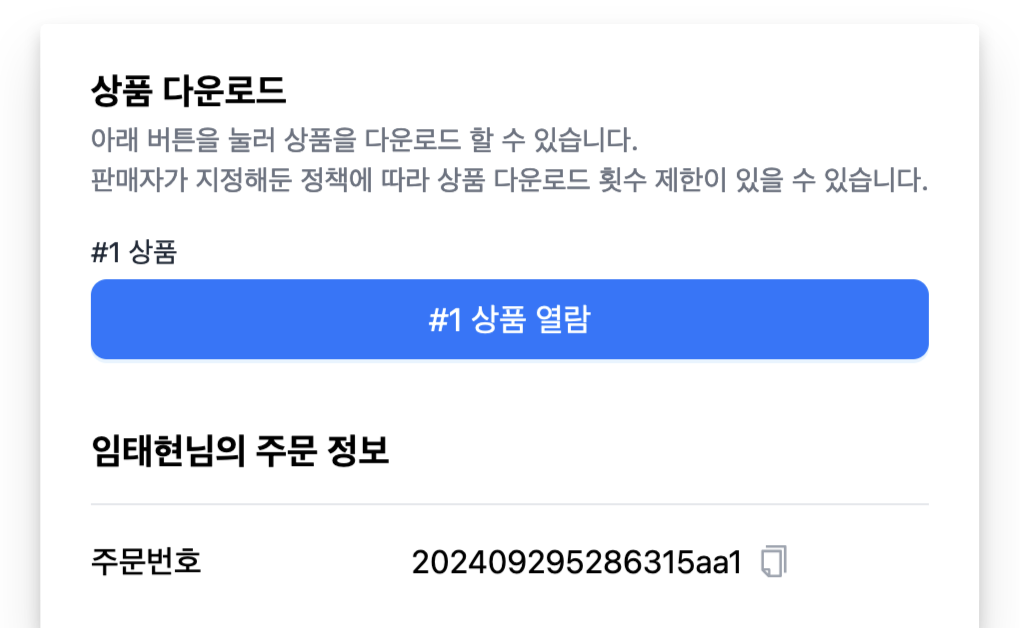 상품 다운로드
아래 버튼을 눌러 상품을 다운로드 할 수 있습니다.
판매자가 지정해둔 정책에 따라 상품 다운로드 횟수 제한이 있을 수 있습니다.
#1 상품
#1 상품 열람
임태현님의 주문 정보
주문번호 202409295286315aa1